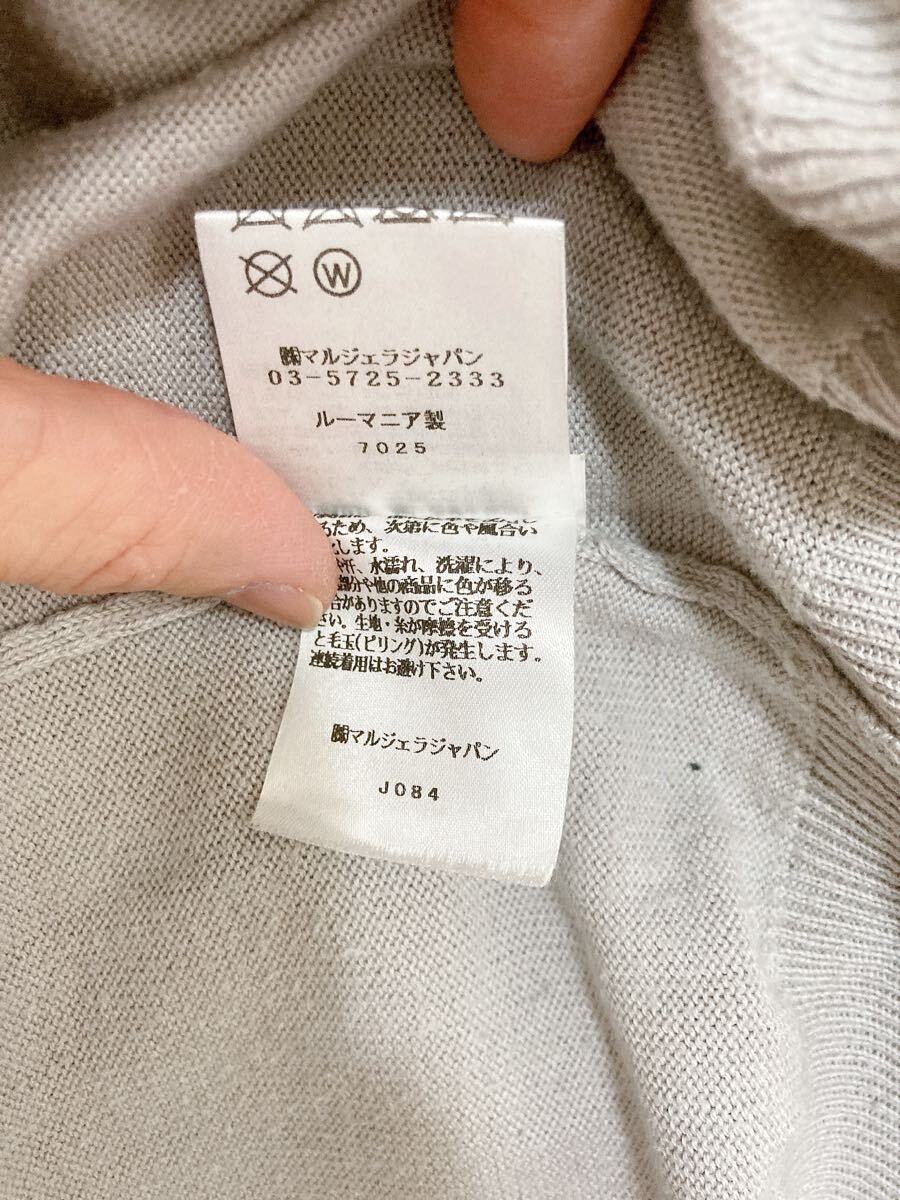 W
㈱マルジェラジャパン
03-5725-2333
ルーマニア製
7025
るため、次第に色や風合い
します。
水濡れ、洗濯により、
部分や他の商品に色が移る
合がありますのでご注意くだ
さい。生地・糸が摩擦を受ける
と毛玉(ピリング)が発生します。
連続着用はお避け下さい。
㈱マルジェラジャパン
J084